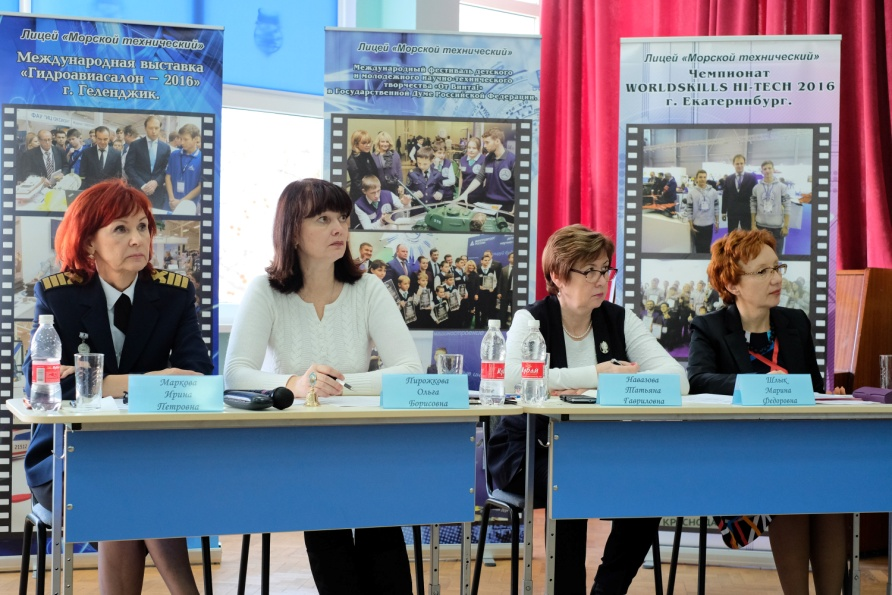 Лицей «Морской технический»
Международная выставка
«Гидроавиасалон – 2016»
г. Геленджик.
Лицей «Морской технический»
Международный фестиваль детского
и молодежного научно-технического
творчества «От Винта!»
в Государственной Думе Российской Федерации.
Лицей «Морской технический»
Чемпионат
WORLDSKILLS HI-TECH 2016
г. Екатеринбург.
Маркова
Ирина
Петровна
Пирожкова
Ольга
Борисовна
Навазова
Татьяна
Гавриловна
Шлык
Марина
Федоровна